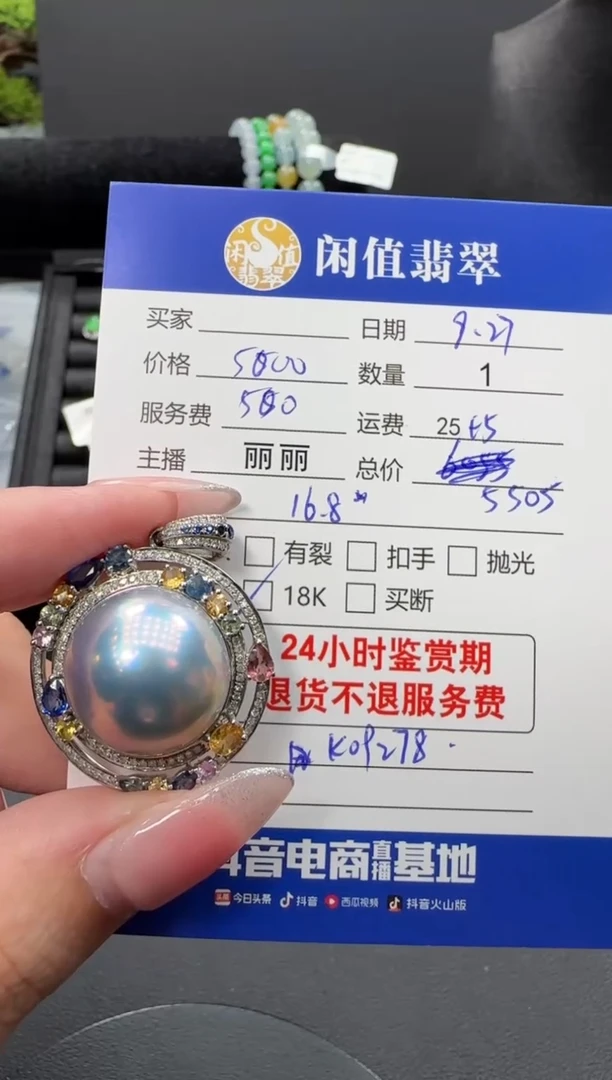 闲值翡翠
闲值翡翠
买家 日期 9.27
价格 5000 数量 1
服务费 500 运费 25+5
主播 丽丽 总价
5505
16.8
有裂 扣手 抛光
18K 买断
24小时鉴赏期
退货不退服务费
K09278
抖音电商直播基地
头条 今日头条 抖音 西瓜视频 抖音火山版